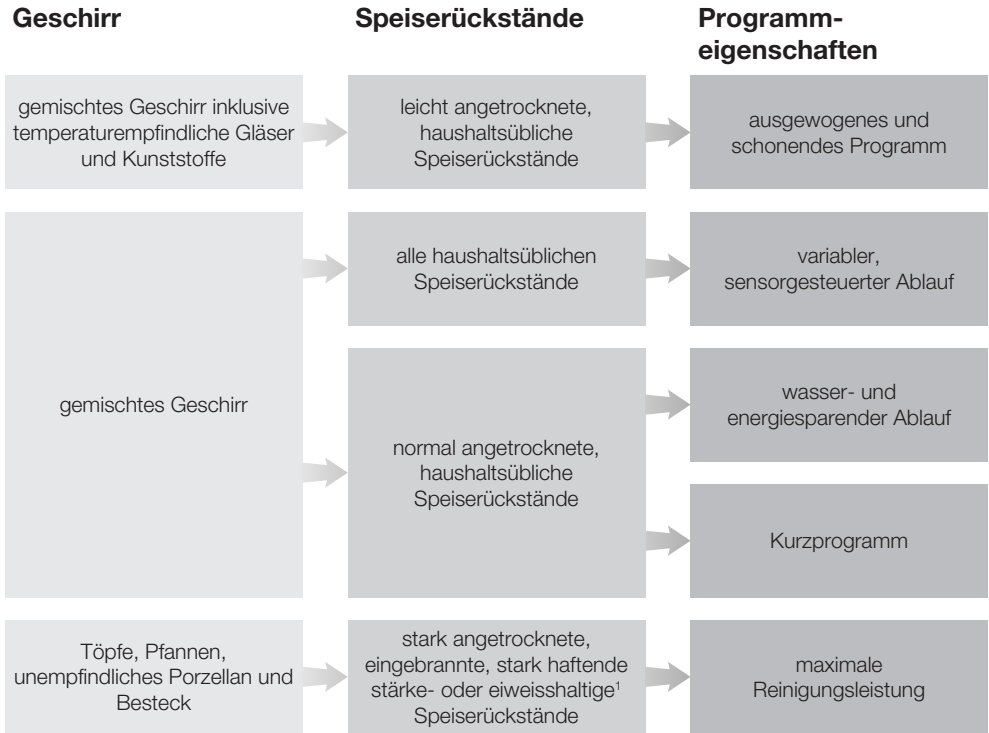 Geschirr
Speiserückstände
Programm-
eigenschaften
gemischtes Geschirr inklusive
temperaturempfindliche Gläser
und Kunststoffe
leicht angetrocknete,
haushaltsübliche
Speiserückstände
ausgewogenes und
schonendes Programm
gemischtes Geschirr
alle haushaltsüblichen
Speiserückstände
variabler,
sensorgesteuerter Ablauf
normal angetrocknete,
haushaltsübliche
Speiserückstände
wasser- und
energiesparender Ablauf
Kurzprogramm
Töpfe, Pfannen,
unempfindliches Porzellan und
Besteck
stark angetrocknete,
eingebrannte, stark haftende
stärke- oder eiweisshaltige¹
Speiserückstände
maximale
Reinigungsleistung